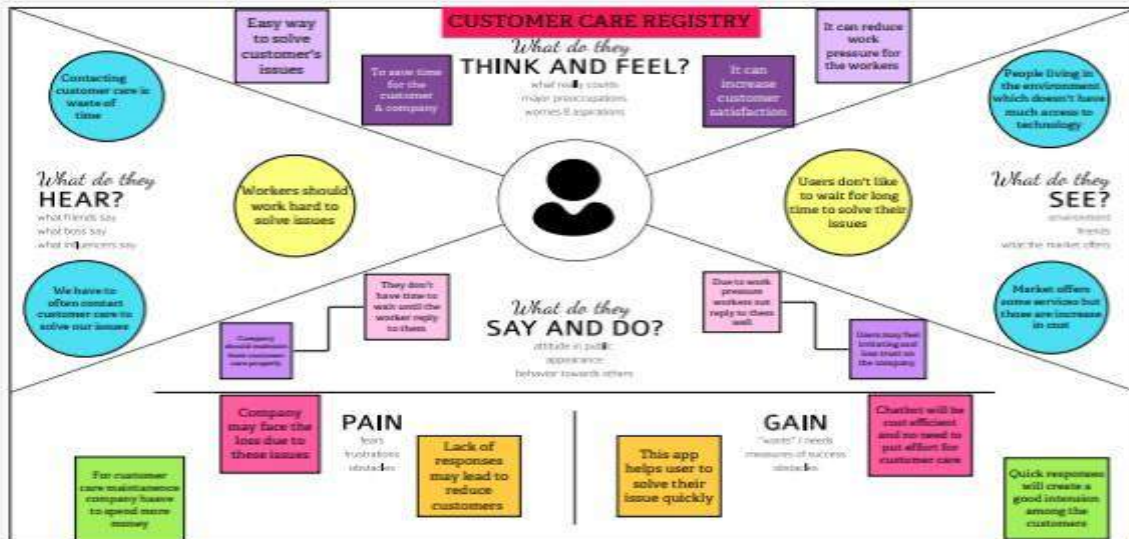 CUSTOMER CARE REGISTRY
Easy way
to solve
customer's
issues
To save time
for the
customer
& company
What do they
THINK AND FEEL?
what really counts
major preoccupations
worries & aspirations
It can
increase
customer
satisfaction
It can reduce
work
pressure for
the workers
Contacting
customer care is
waste of
time
What do they
HEAR?
what friends say
what boss say
what influencers say
We have to
often contact
customer care to
solve our issues
Workers should
work hard to
solve issues
Users don't like
to wait for long
time to solve their
issues
People living in
the environment
which doesn't have
much access to
technology
What do they
SEE?
environment
friends
what the market offers
Market offers
some services but
those are increase
in cost
They don't
have time to
wait until the
worker reply
to them
Company
should maintain
their customer
care properly
What do they
SAY AND DO?
attitude in public
appearance
behavior towards others
Due to work
pressure
workers not
reply to them
well
Users may feel
irritating and
loss trust on
the company
Company
may face the
loss due to
these issues
PAIN
fears
frustrations
obstacles
Lack of
responses
may lead to
reduce
customers
For customer
care maintanence
company haave to
spend more
money
This app
helps user to
solve their
issue quickly
GAIN
"wants" / needs
measures of success
obstacles
Chatbot will be
cost efficient
and no need to
put effort for
customer care
Quick responses
will create a
good intension
among the
customers